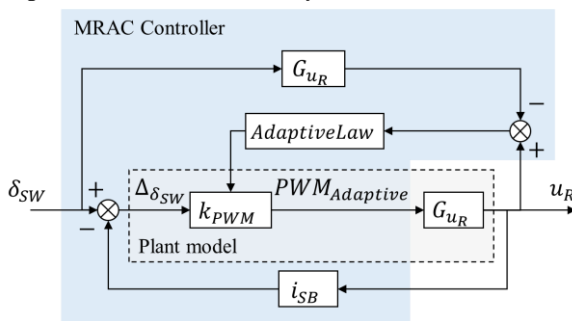 MRAC Controller
G_{u_R}
−
AdaptiveLaw
+
δ_{SW}
+
Δ_{δ_{SW}}
PWM_{Adaptive}
u_R
−
k_{PWM}
G_{u_R}
Plant model
i_{SB}